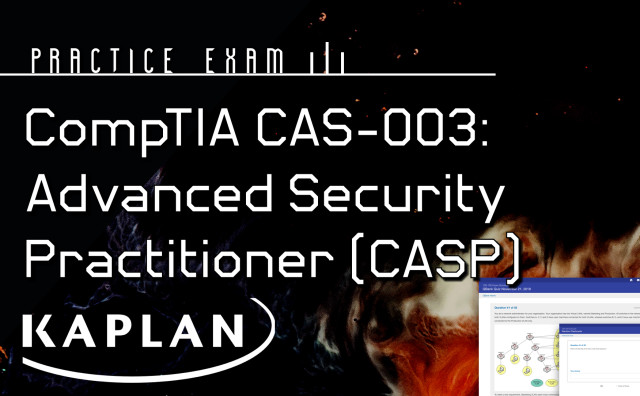 PRACTICE EXAM
CompTIA CAS-003:
Advanced Security
Practitioner (CASP)
KAPLAN